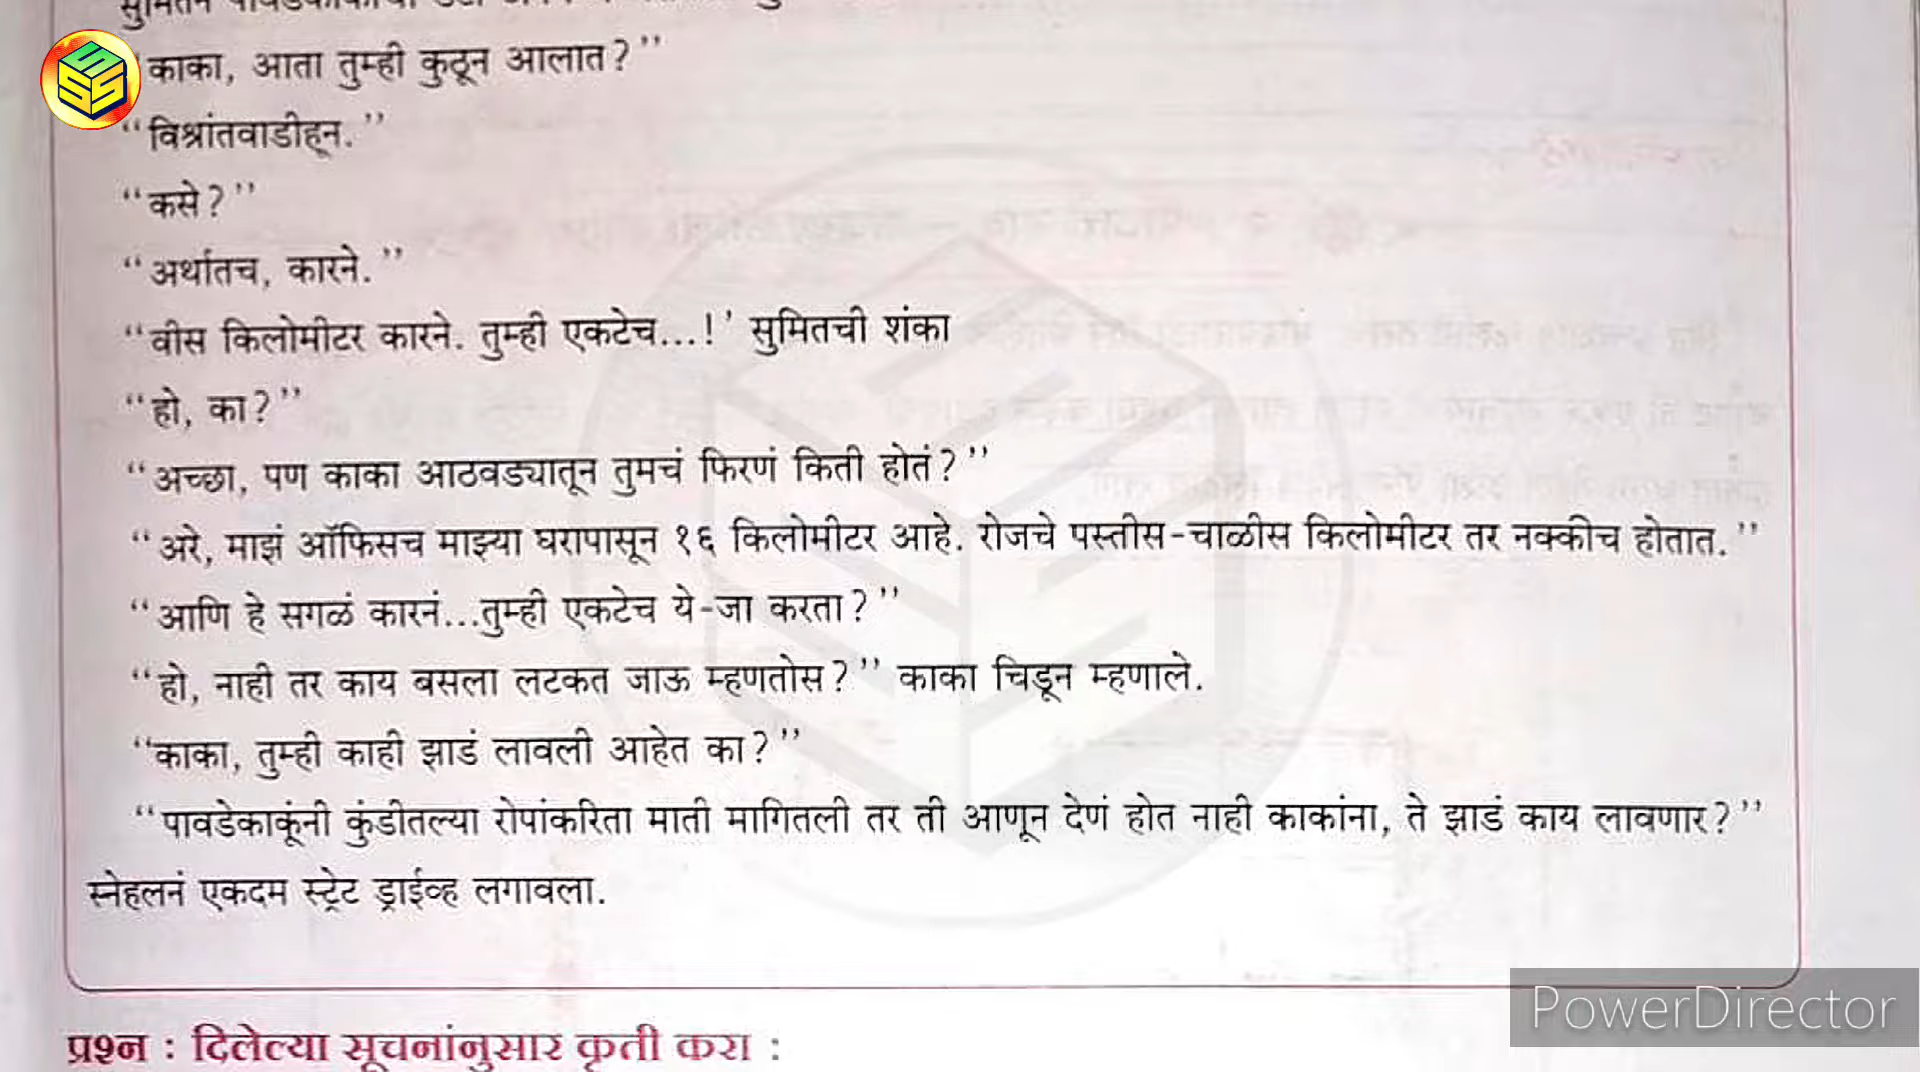 “काका, आता तुम्ही कुठून आलात?”
“विश्रांतवाडीहून.”
“कसे?”
“अर्थातच, कारने.”
“वीस किलोमीटर कारने. तुम्ही एकटेच...!’ सुमितची शंका
“हो, का?”
“अच्छा, पण काका आठवड्यातून तुमचं फिरणं किती होतं?”
“अरे, माझं ऑफिसच माझ्या घरापासून १६ किलोमीटर आहे. रोजचे पस्तीस-चाळीस किलोमीटर तर नक्कीच होतात.”
“आणि हे सगळं कारनं...तुम्ही एकटेच ये-जा करता?”
“हो, नाही तर काय बसला लटकत जाऊ म्हणतोस?” काका चिडून म्हणाले.
“काका, तुम्ही काही झाडं लावली आहेत का?”
“पावडेकाकूंनी कुंडीतल्या रोपांकरिता माती मागितली तर ती आणून देणं होत नाही काकांना, ते झाडं काय लावणार?”
स्नेहलनं एकदम स्ट्रेट ड्राईव्ह लगावला.
PowerDirector
प्रश्न : दिलेल्या सूचनांनुसार कृती करा :